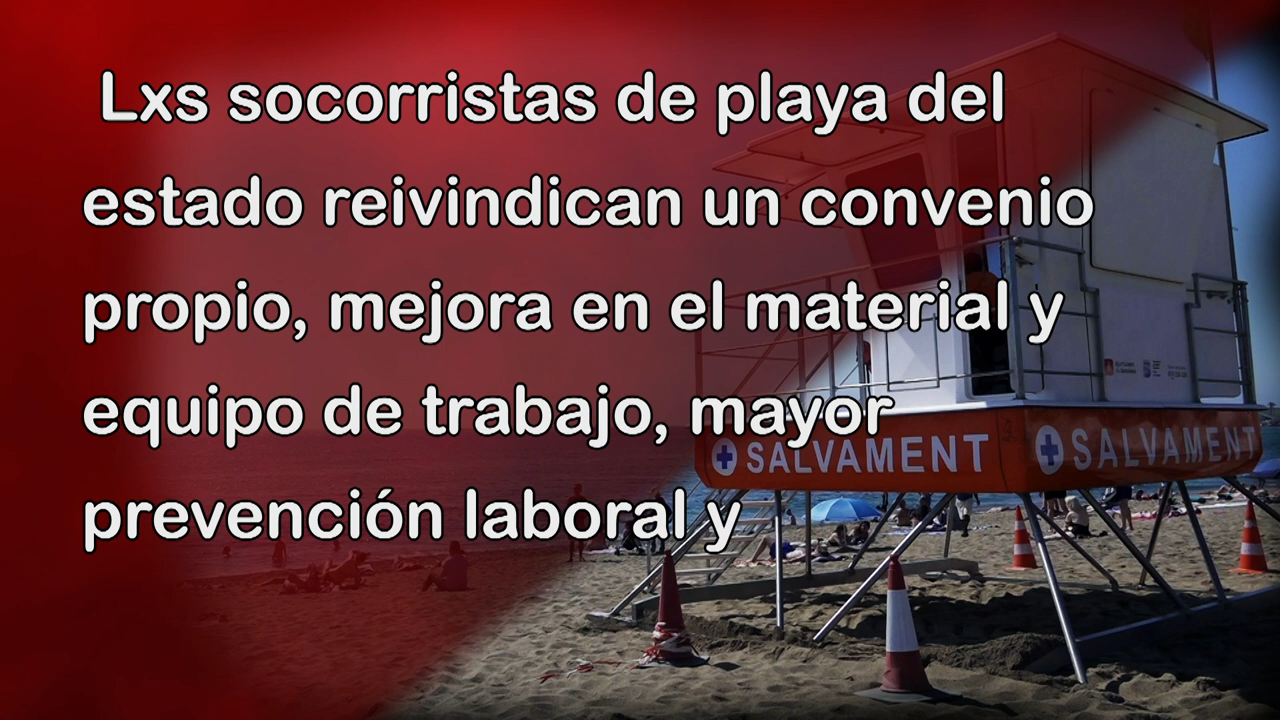 Lxs socorristas de playa del
estado reivindican un convenio
propio, mejora en el material y
equipo de trabajo, mayor
prevención laboral y
SALVAMENT
SALVAMENT